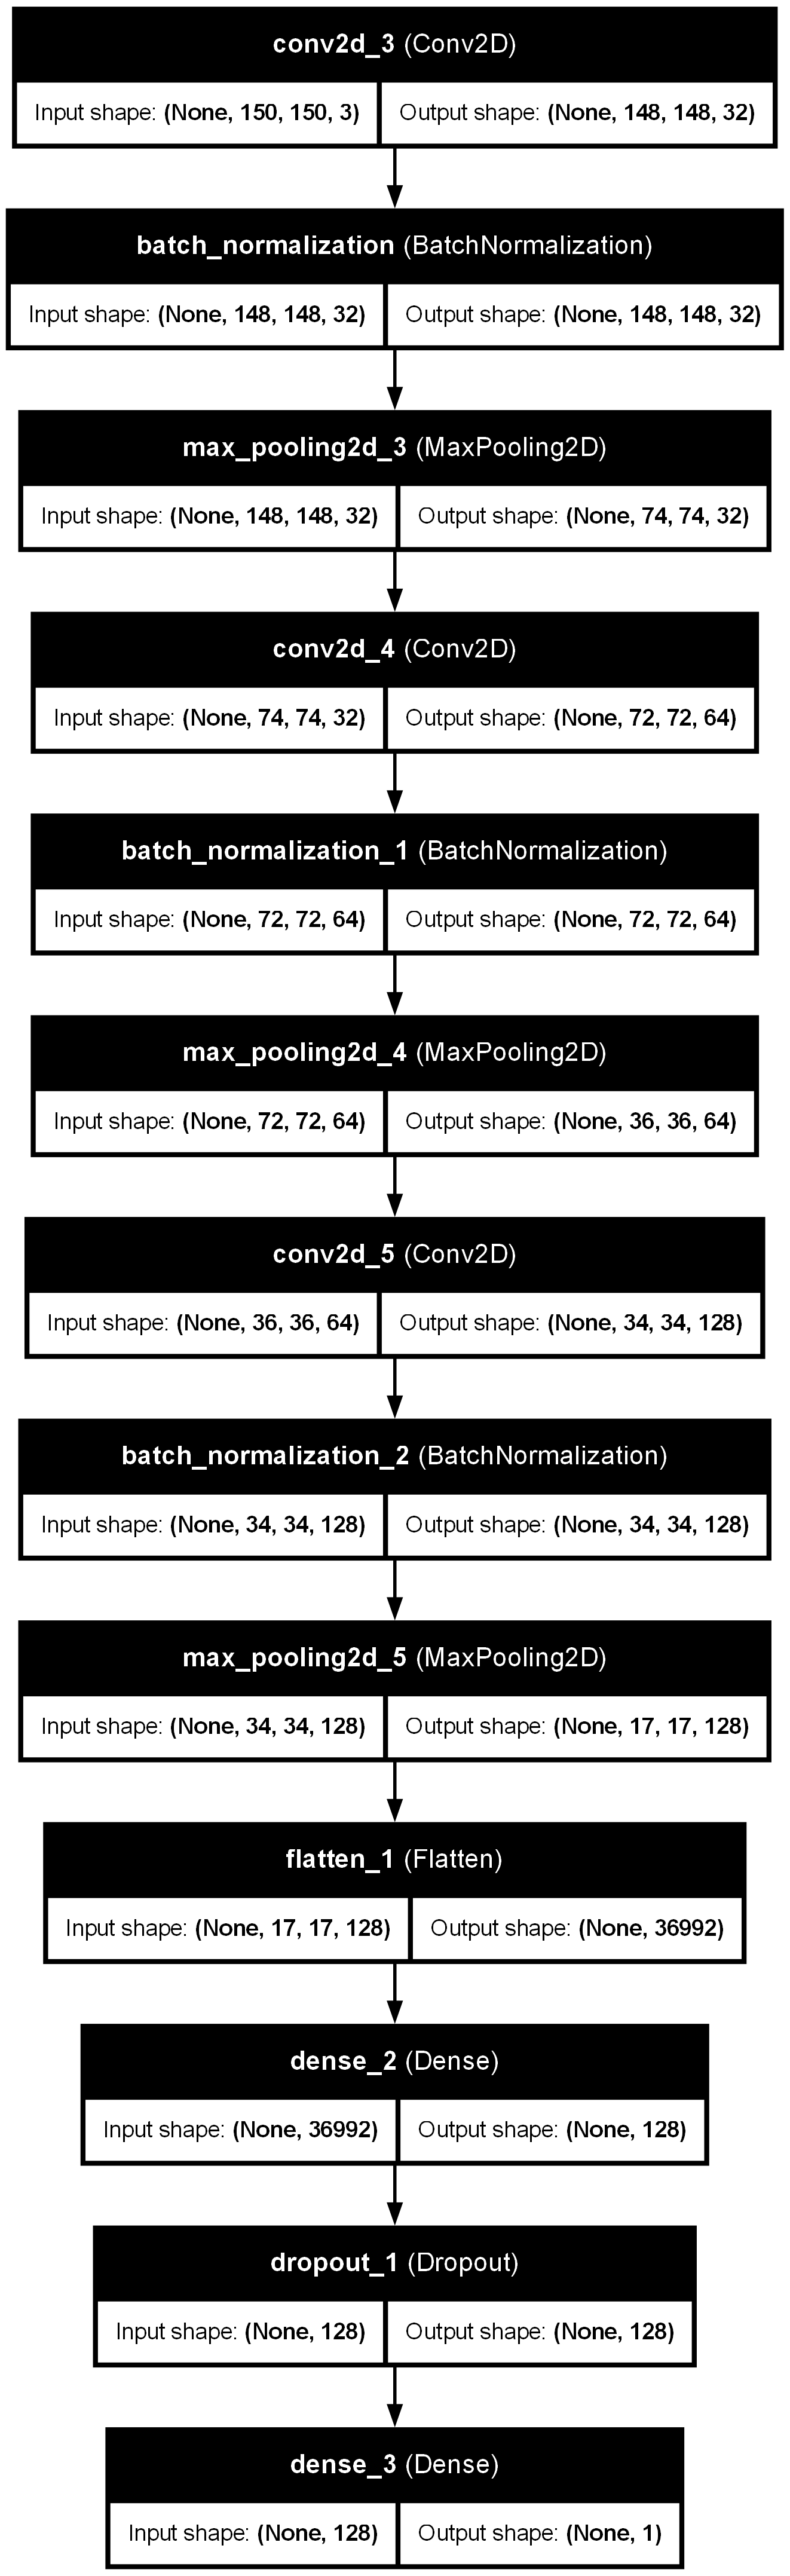 conv2d_3 (Conv2D)
Input shape: (None, 150, 150, 3) Output shape: (None, 148, 148, 32)
batch_normalization (BatchNormalization)
Input shape: (None, 148, 148, 32) Output shape: (None, 148, 148, 32)
max_pooling2d_3 (MaxPooling2D)
Input shape: (None, 148, 148, 32) Output shape: (None, 74, 74, 32)
conv2d_4 (Conv2D)
Input shape: (None, 74, 74, 32) Output shape: (None, 72, 72, 64)
batch_normalization_1 (BatchNormalization)
Input shape: (None, 72, 72, 64) Output shape: (None, 72, 72, 64)
max_pooling2d_4 (MaxPooling2D)
Input shape: (None, 72, 72, 64) Output shape: (None, 36, 36, 64)
conv2d_5 (Conv2D)
Input shape: (None, 36, 36, 64) Output shape: (None, 34, 34, 128)
batch_normalization_2 (BatchNormalization)
Input shape: (None, 34, 34, 128) Output shape: (None, 34, 34, 128)
max_pooling2d_5 (MaxPooling2D)
Input shape: (None, 34, 34, 128) Output shape: (None, 17, 17, 128)
flatten_1 (Flatten)
Input shape: (None, 17, 17, 128) Output shape: (None, 36992)
dense_2 (Dense)
Input shape: (None, 36992) Output shape: (None, 128)
dropout_1 (Dropout)
Input shape: (None, 128) Output shape: (None, 128)
dense_3 (Dense)
Input shape: (None, 128) Output shape: (None, 1)